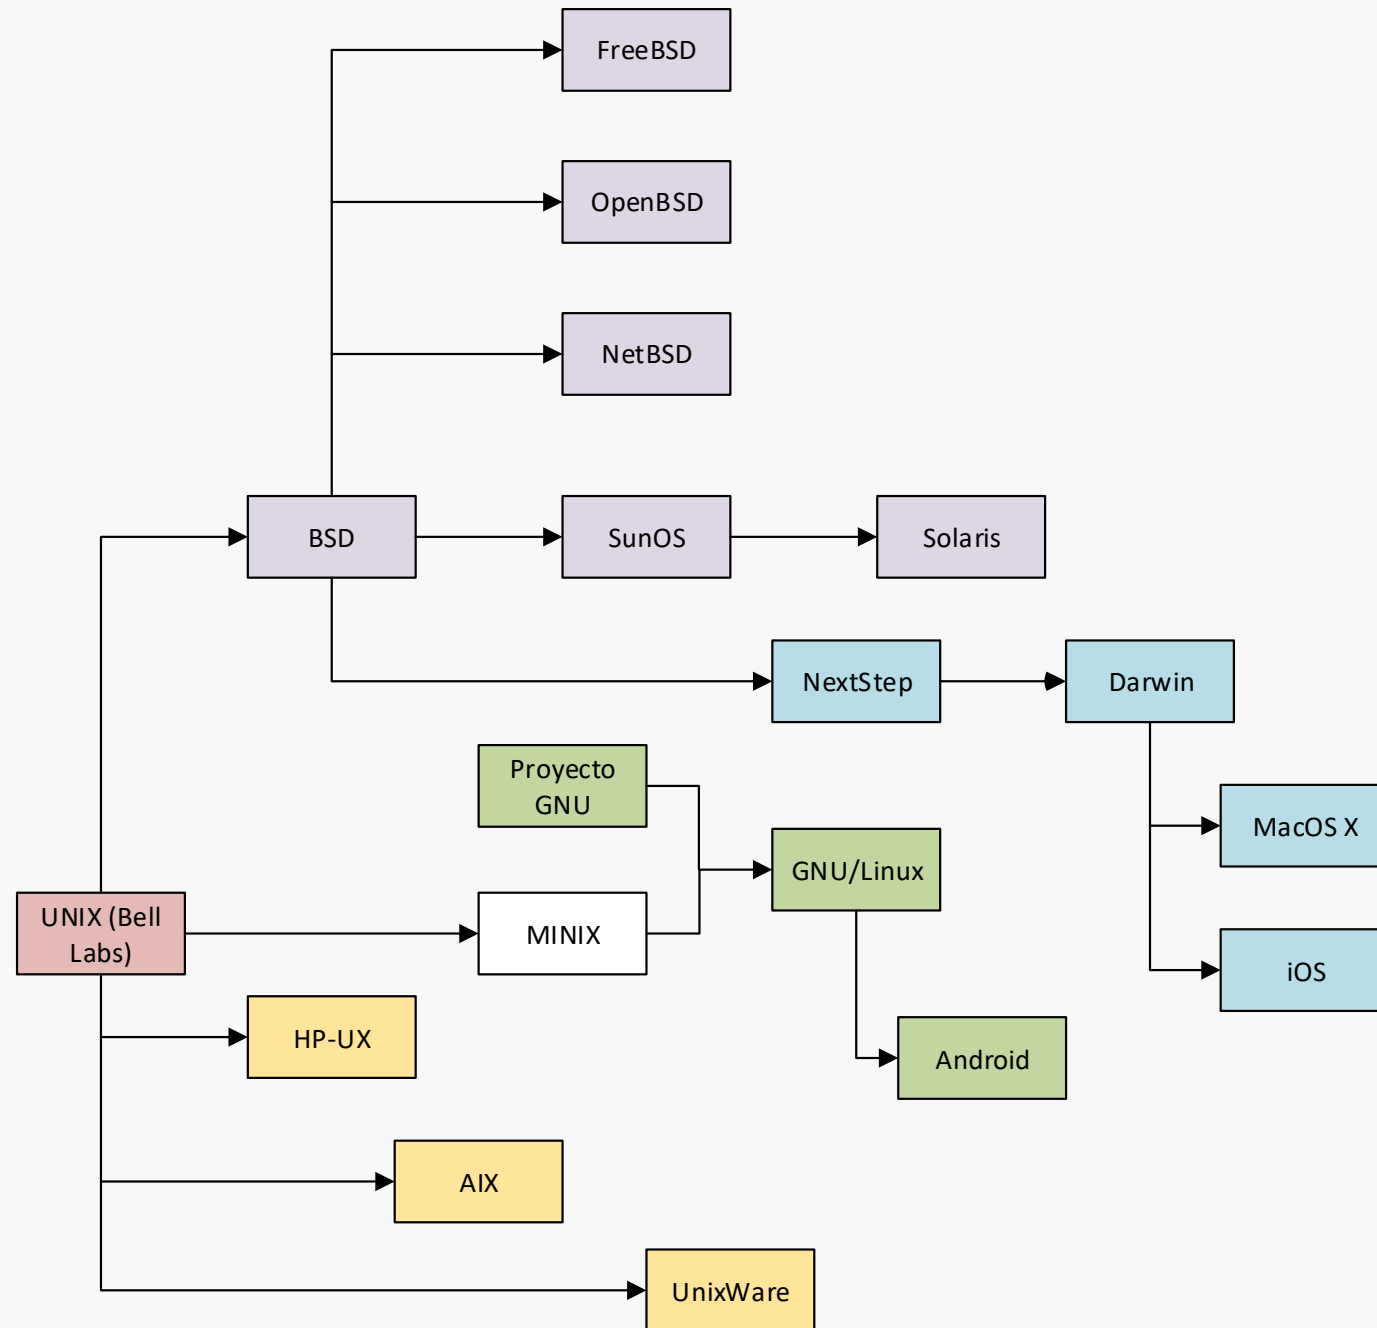 FreeBSD
OpenBSD
NetBSD
BSD
SunOS
Solaris
NextStep
Darwin
Proyecto
GNU
MacOS X
GNU/Linux
UNIX (Bell
Labs)
MINIX
iOS
HP-UX
Android
AIX
UnixWare